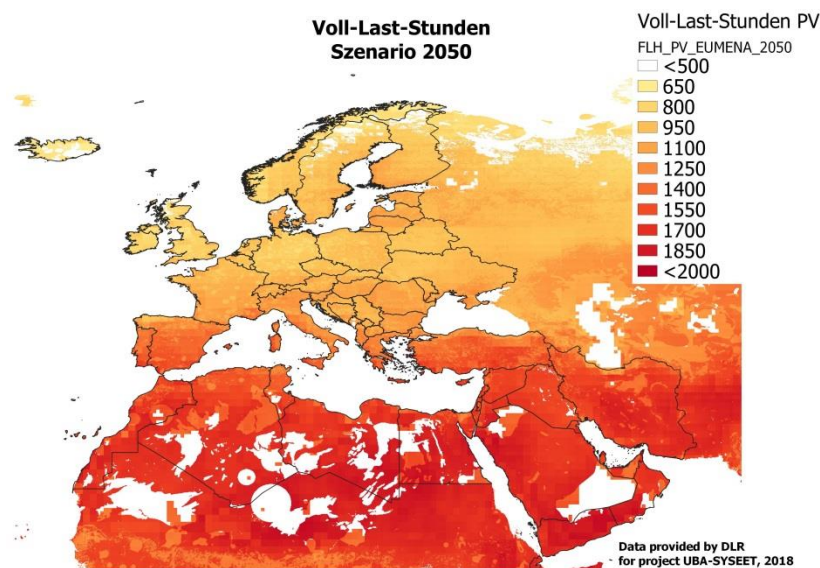 Voll-Last-Stunden
Szenario 2050
Voll-Last-Stunden PV
FLH_PV_EUMENA_2050
<500
650
800
950
1100
1250
1400
1550
1700
1850
<2000
Data provided by DLR
for project UBA-SYSEET, 2018